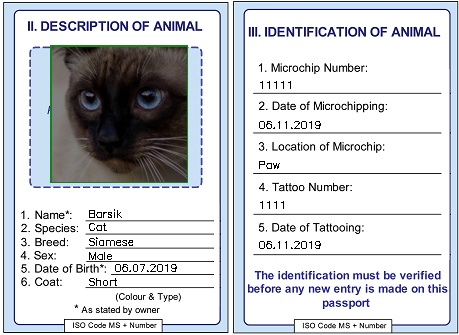 II. DESCRIPTION OF ANIMAL
1. Name*: Barsik
2. Species: Cat
3. Breed: Siamese
4. Sex: Male
5. Date of Birth*: 06.07.2019
6. Coat: Short
(Colour & Type)
* As stated by owner
ISO Code MS + Number
III. IDENTIFICATION OF ANIMAL
1. Microchip Number:
11111
2. Date of Microchipping:
06.11.2019
3. Location of Microchip:
Paw
4. Tattoo Number:
1111
5. Date of Tattooing:
06.11.2019
The identification must be verified
before any new entry is made on this
passport
ISO Code MS + Number